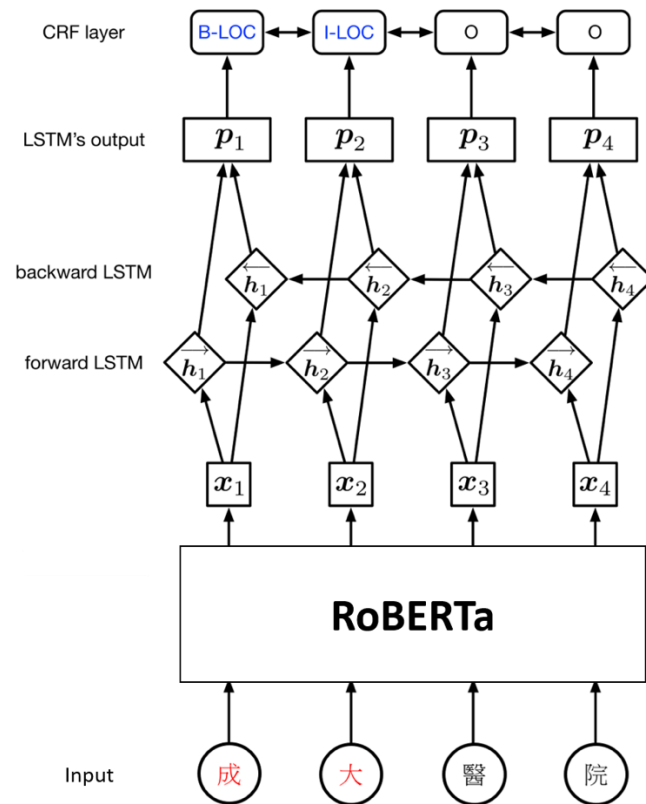 CRF layer B-LOC I-LOC O O
LSTM's output p₁ p₂ p₃ p₄
backward LSTM ←h₁ ←h₂ ←h₃ ←h₄
forward LSTM →h₁ →h₂ →h₃ →h₄
x₁ x₂ x₃ x₄
RoBERTa
Input 成 大 醫 院